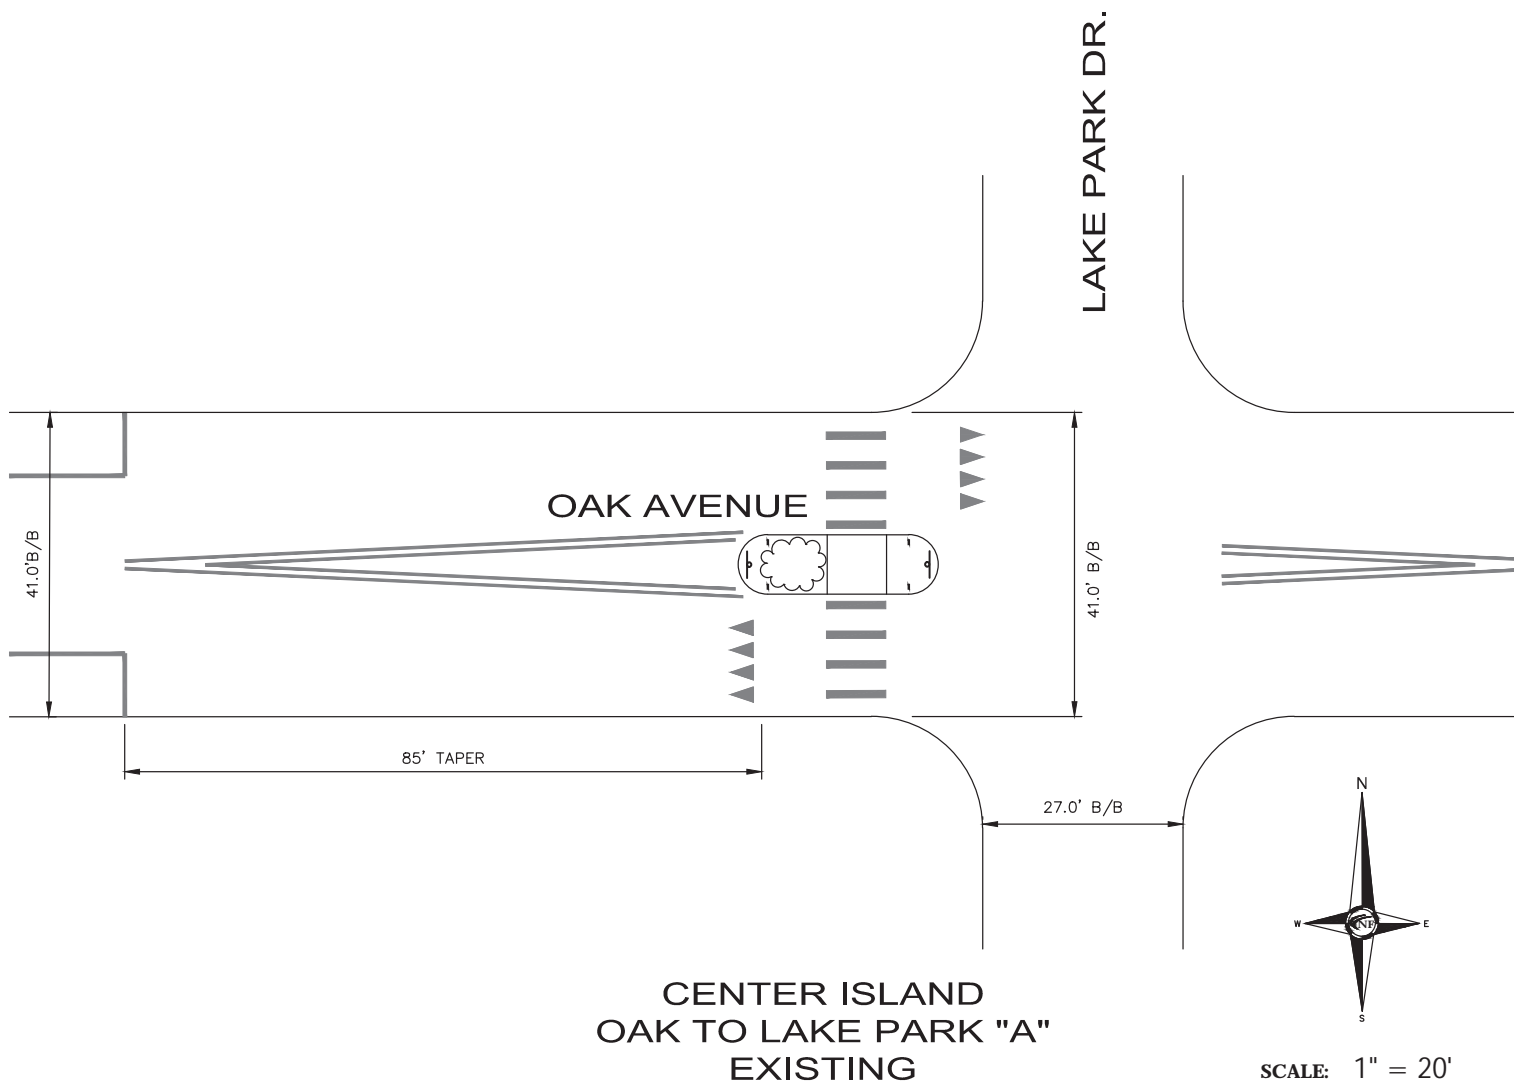 LAKE PARK DR.
OAK AVENUE
41.0'B/B
41.0' B/B
85' TAPER
27.0' B/B
N
W
NF
E
S
CENTER ISLAND
OAK TO LAKE PARK "A"
EXISTING
SCALE: 1" = 20'